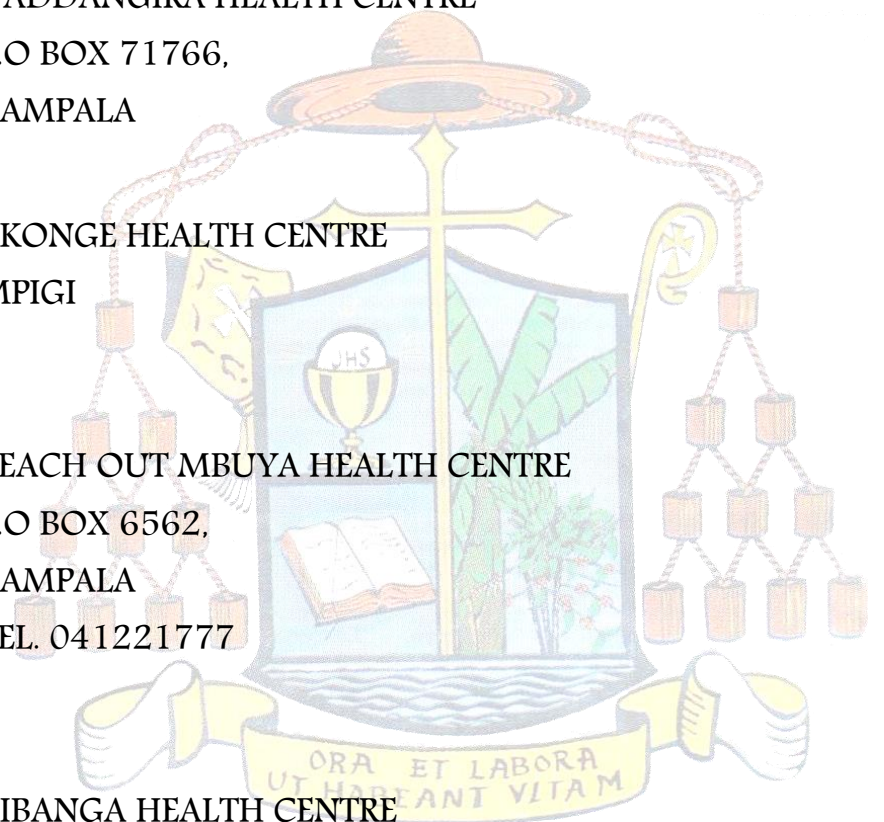 ADDANGIRA HEALTH CENTRE
.O BOX 71766,
AMPALA
KONGE HEALTH CENTRE
MPIGI
JHS
EACH OUT MBUYA HEALTH CENTRE
.O BOX 6562,
AMPALA
EL. 041221777
ORA ET LABORA
UT HABEANT VITAM
IBANGA HEALTH CENTRE